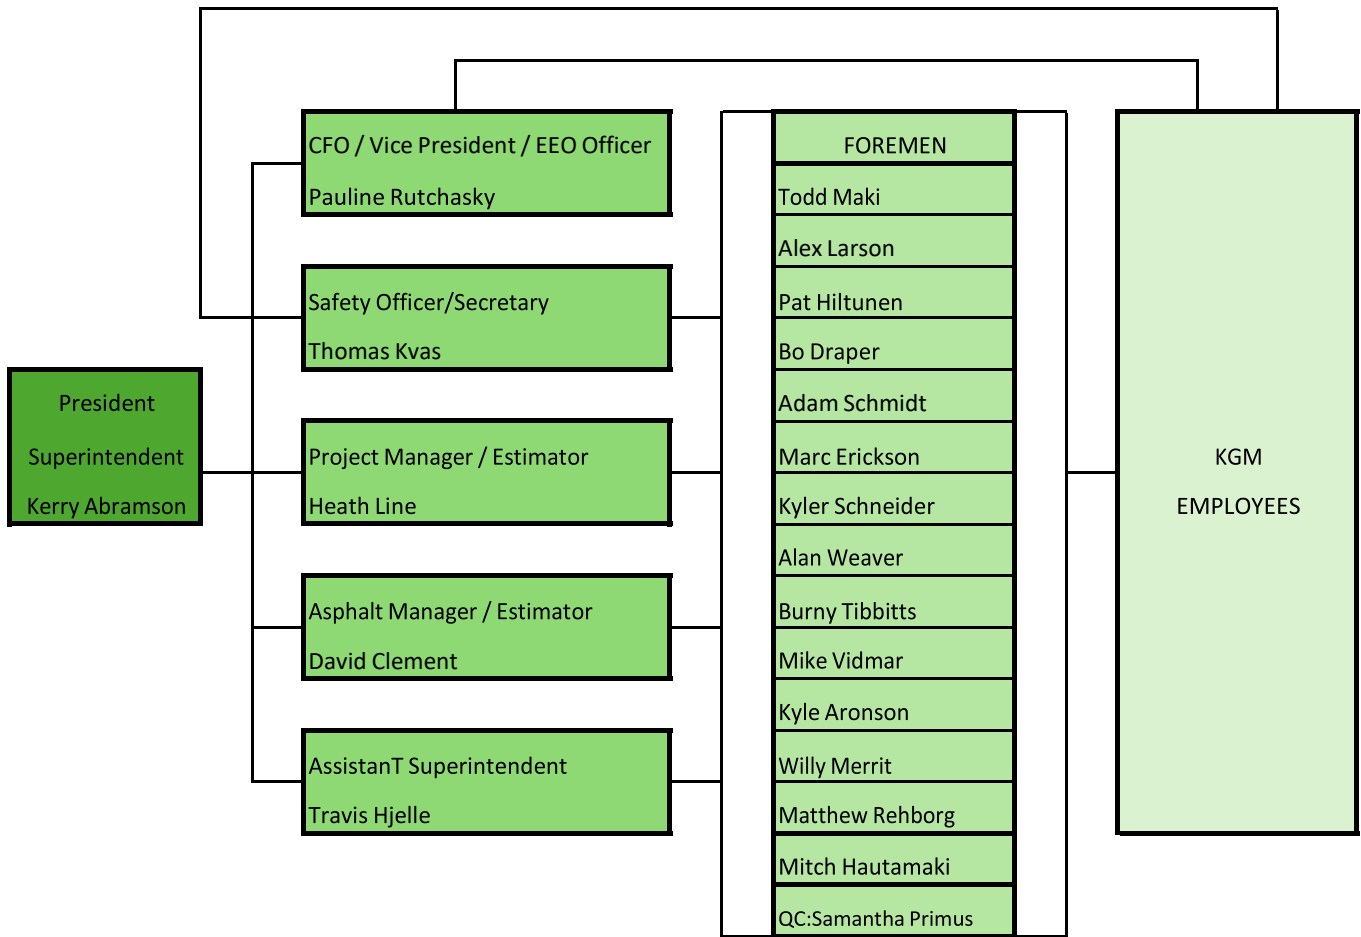 CFO / Vice President / EEO Officer
Pauline Rutchasky
Safety Officer/Secretary
Thomas Kvas
President
Superintendent
Kerry Abramson
Project Manager / Estimator
Heath Line
Asphalt Manager / Estimator
David Clement
AssistanT Superintendent
Travis Hjelle
FOREMEN
Todd Maki
Alex Larson
Pat Hiltunen
Bo Draper
Adam Schmidt
Marc Erickson
Kyler Schneider
Alan Weaver
Burny Tibbitts
Mike Vidmar
Kyle Aronson
Willy Merrit
Matthew Rehborg
Mitch Hautamaki
QC:Samantha Primus
KGM
EMPLOYEES